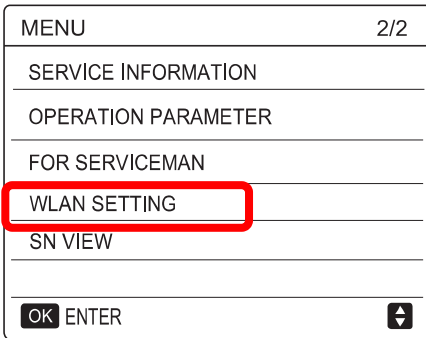 MENU 2/2
SERVICE INFORMATION
OPERATION PARAMETER
FOR SERVICEMAN
WLAN SETTING
SN VIEW
OK ENTER